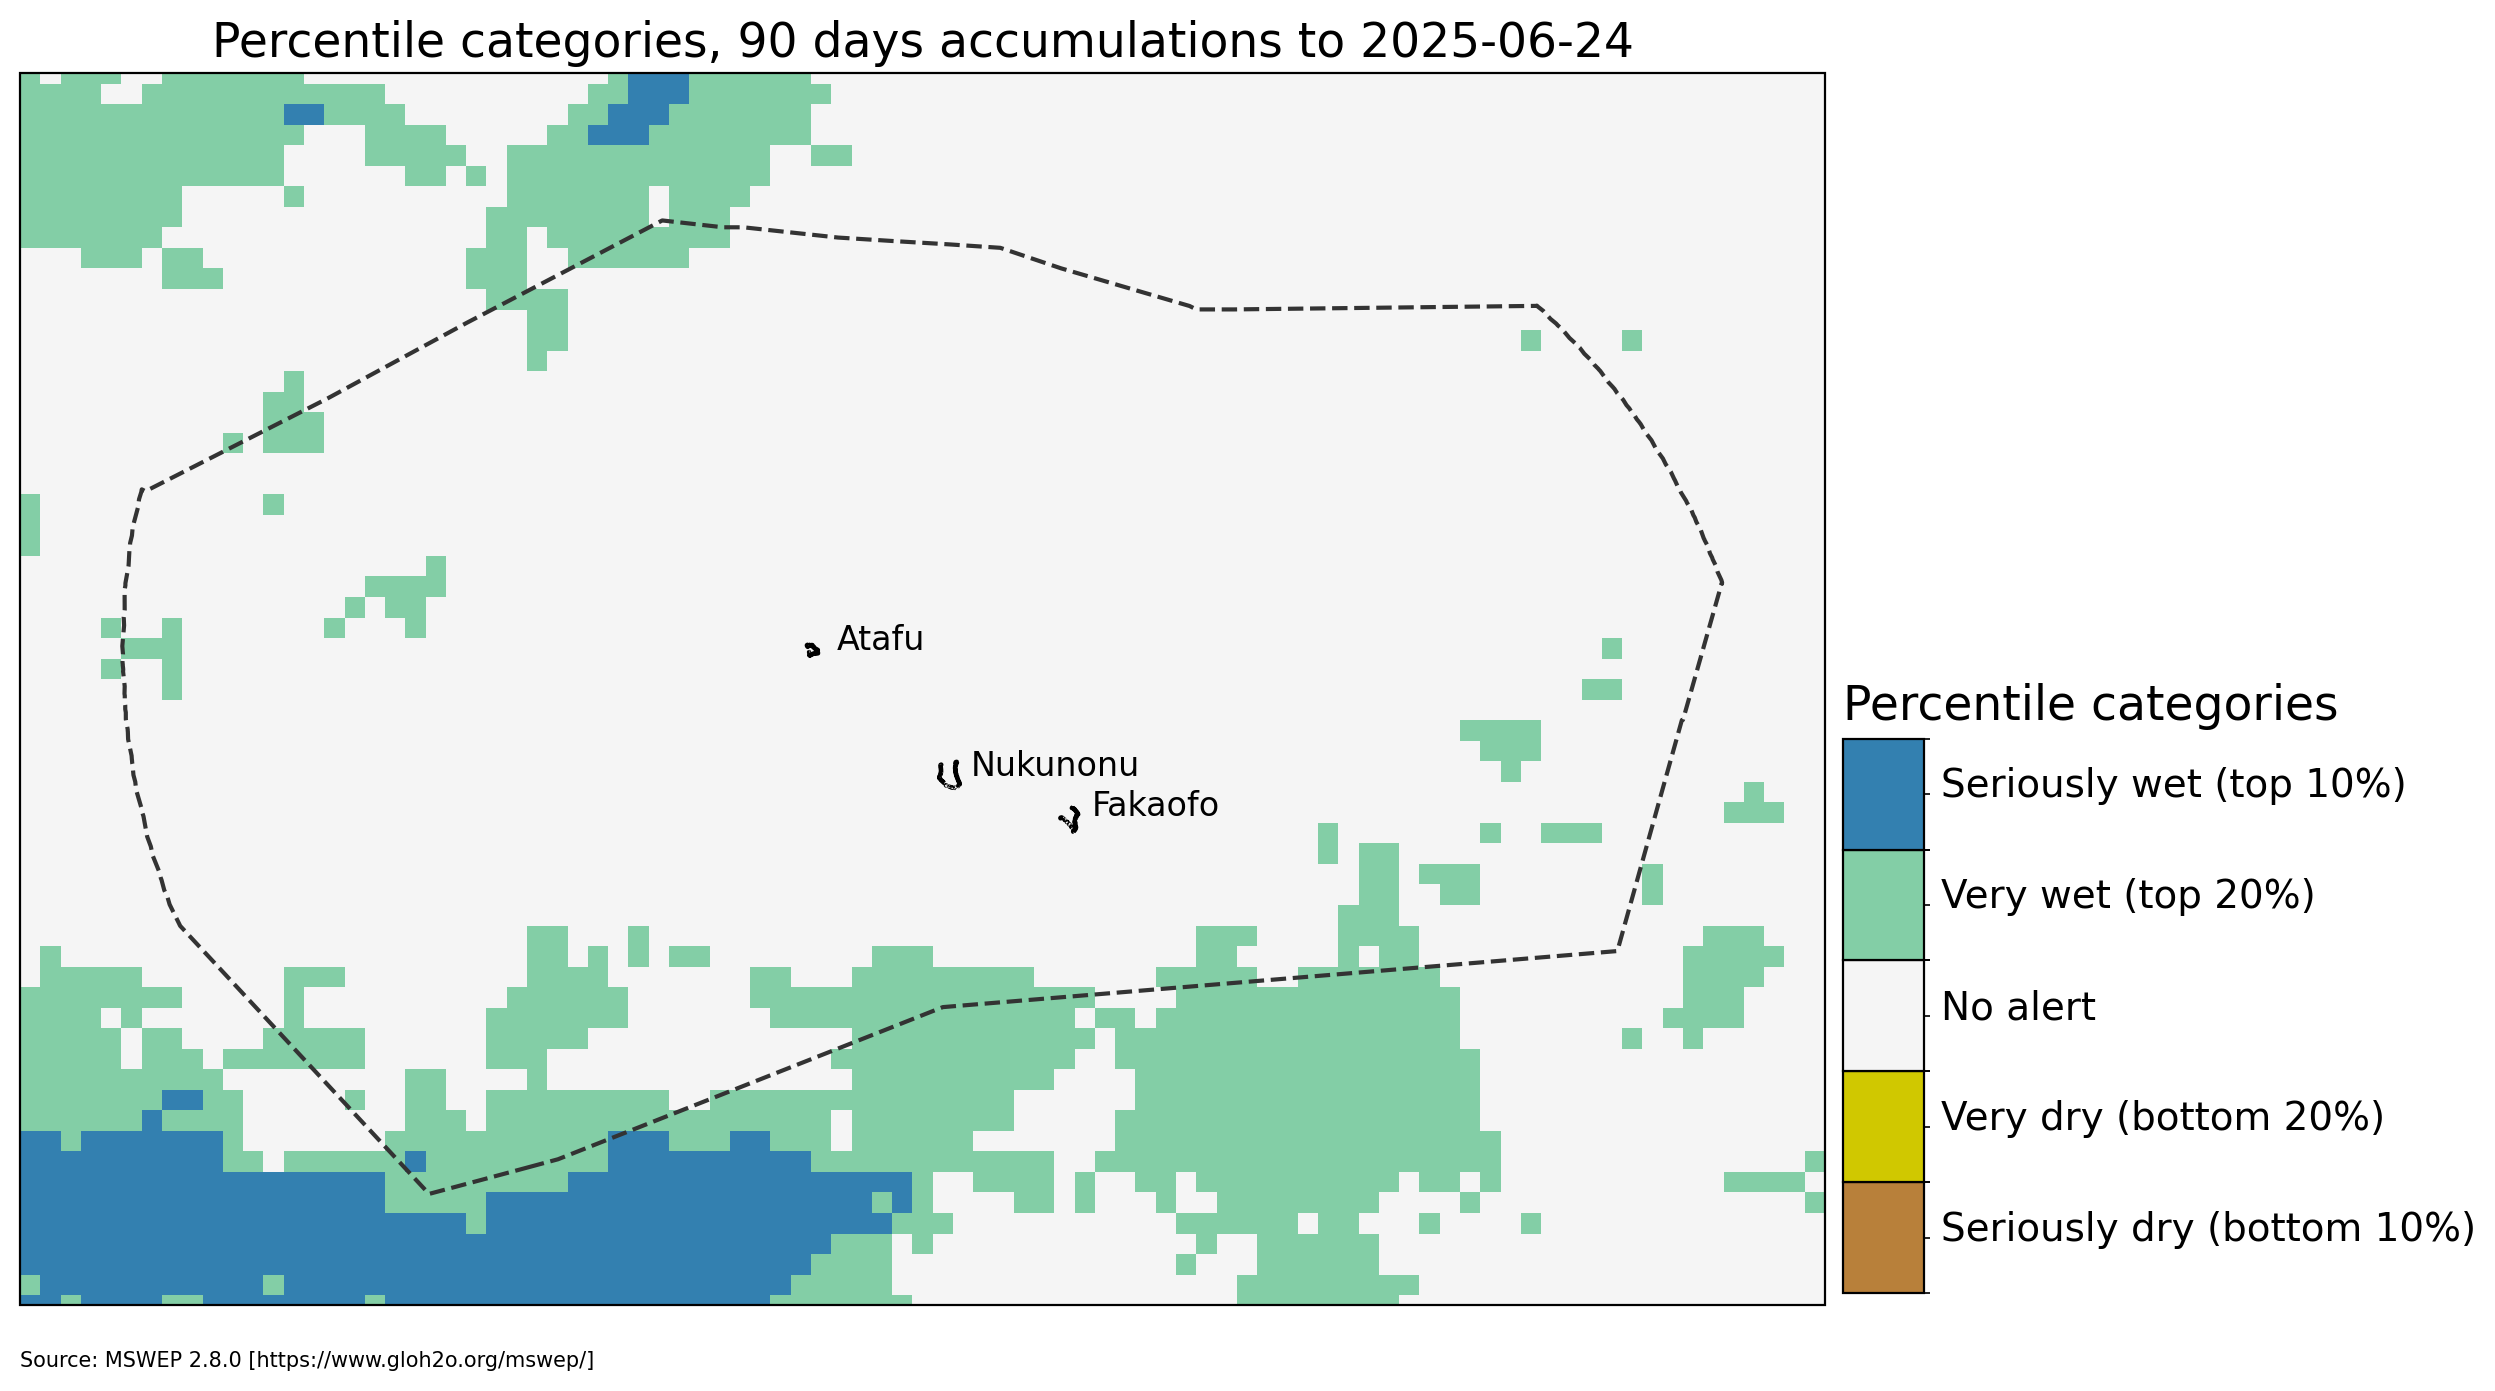 Percentile categories, 90 days accumulations to 2025-06-24
Atafu
Nukunonu
Fakaofo
Percentile categories
Seriously wet (top 10%)
Very wet (top 20%)
No alert
Very dry (bottom 20%)
Seriously dry (bottom 10%)
Source: MSWEP 2.8.0 [https://www.gloh2o.org/mswep/]